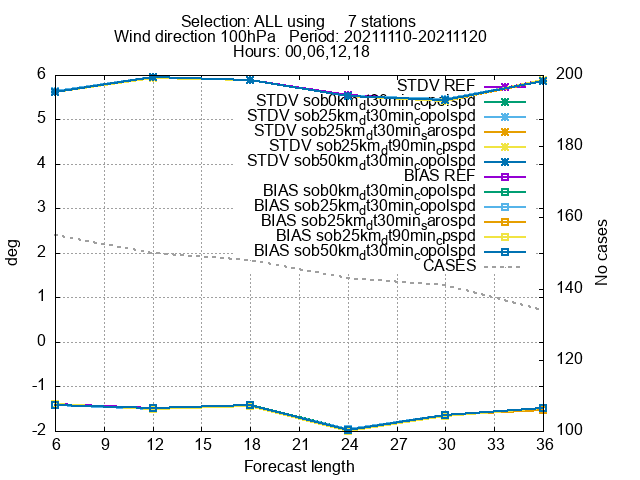 Selection: ALL using 7 stations
Wind direction 100hPa Period: 20211110-20211120
Hours: 00,06,12,18
STDV REF
STDV sob0km_dt30min_copolspd
STDV sob25km_dt30min_copolspd
STDV sob25km_dt30min_sarospd
STDV sob25km_dt90min_cpspd
STDV sob50km_dt30min_copolspd
BIAS REF
BIAS sob0km_dt30min_copolspd
BIAS sob25km_dt30min_copolspd
BIAS sob25km_dt30min_sarospd
BIAS sob25km_dt90min_cpspd
BIAS sob50km_dt30min_copolspd
CASES
6
5
4
3
2
1
0
-1
-2
deg
200
180
160
140
120
100
No cases
6 9 12 15 18 21 24 27 30 33 36
Forecast length